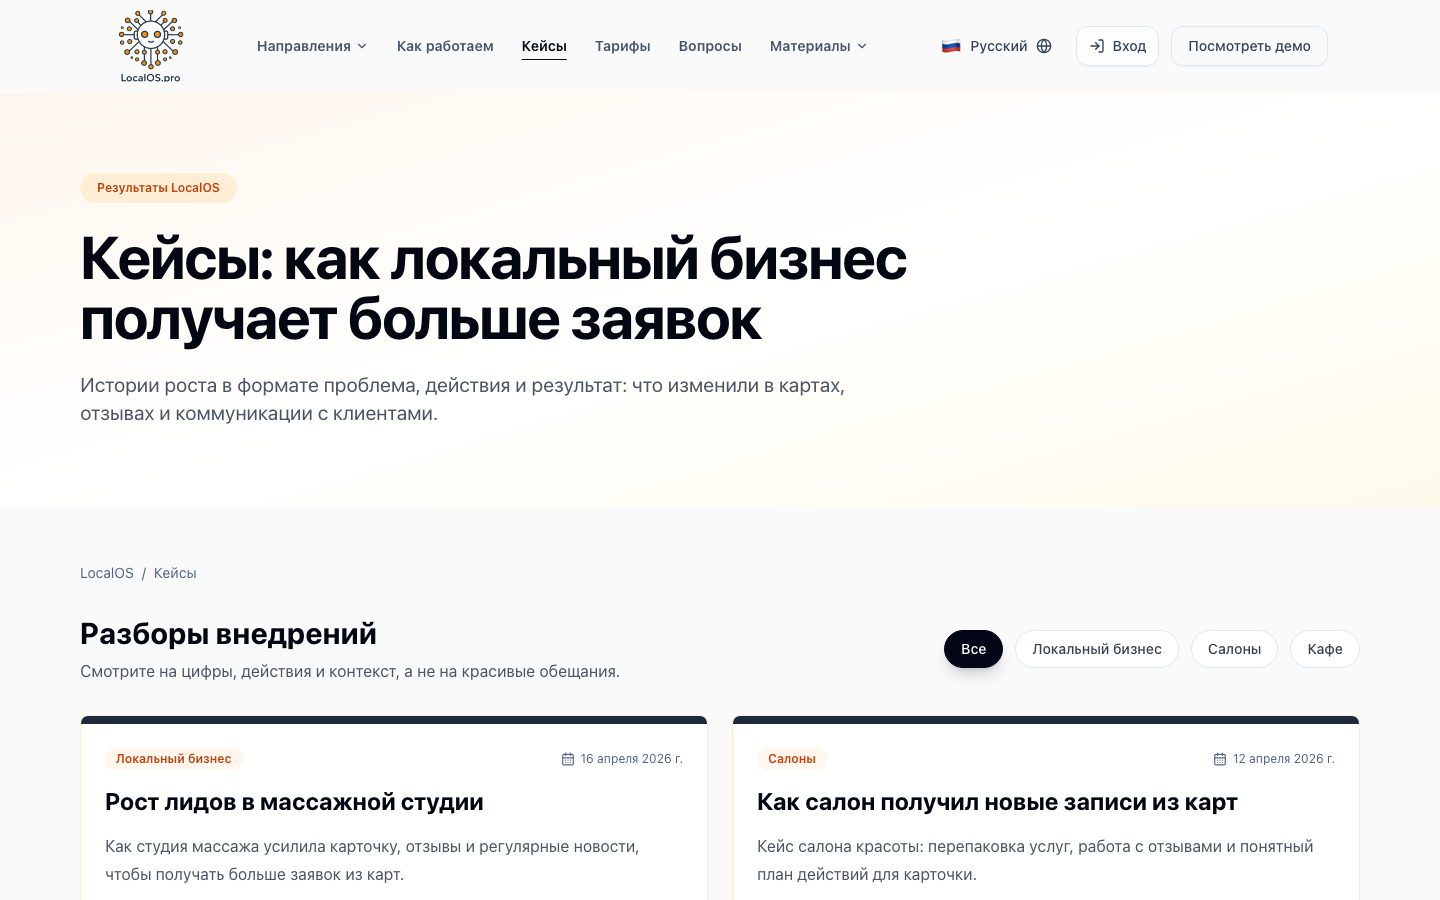 LocalOS.pro
Направления
Как работаем
Кейсы
Тарифы
Вопросы
Материалы
Русский
Вход
Посмотреть демо
Результаты LocalOS
Кейсы: как локальный бизнес
получает больше заявок
Истории роста в формате проблема, действия и результат: что изменили в картах,
отзывах и коммуникации с клиентами.
LocalOS / Кейсы
Разборы внедрений
Смотрите на цифры, действия и контекст, а не на красивые обещания.
Все
Локальный бизнес
Салоны
Кафе
Локальный бизнес
16 апреля 2026 г.
Рост лидов в массажной студии
Как студия массажа усилила карточку, отзывы и регулярные новости,
чтобы получать больше заявок из карт.
Салоны
12 апреля 2026 г.
Как салон получил новые записи из карт
Кейс салона красоты: перепаковка услуг, работа с отзывами и понятный
план действий для карточки.